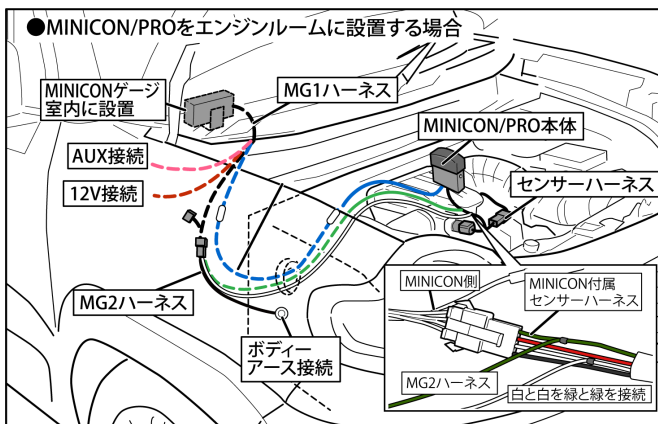 ●MINICON/PROをエンジンルームに設置する場合
MINICONゲージ
室内に設置
MG1ハーネス
MINICON/PRO本体
AUX接続
センサーハーネス
12V接続
MG2ハーネス
ボディー
アース接続
MINICON側
MINICON付属
センサーハーネス
MG2ハーネス
白と白を緑と緑を接続